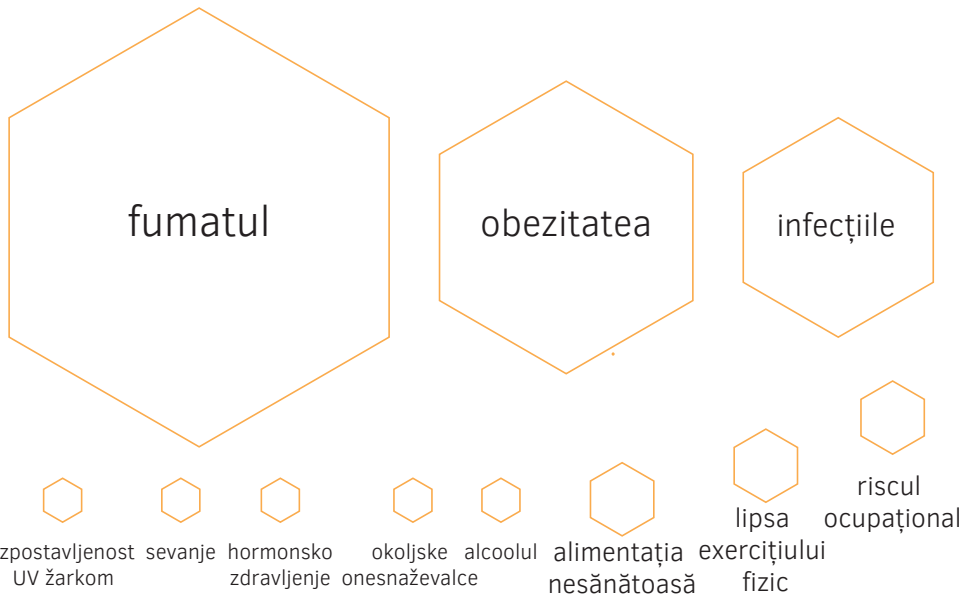 fumatul
obezitatea
infecțiile
riscul
ocupațional
lipsa
exercițiului
fizic
alimentația
nesănătoasă
alcoolul
okoljske
onesnaževalce
hormonsko
zdravljenje
sevanje
zpostavljenost
UV žarkom